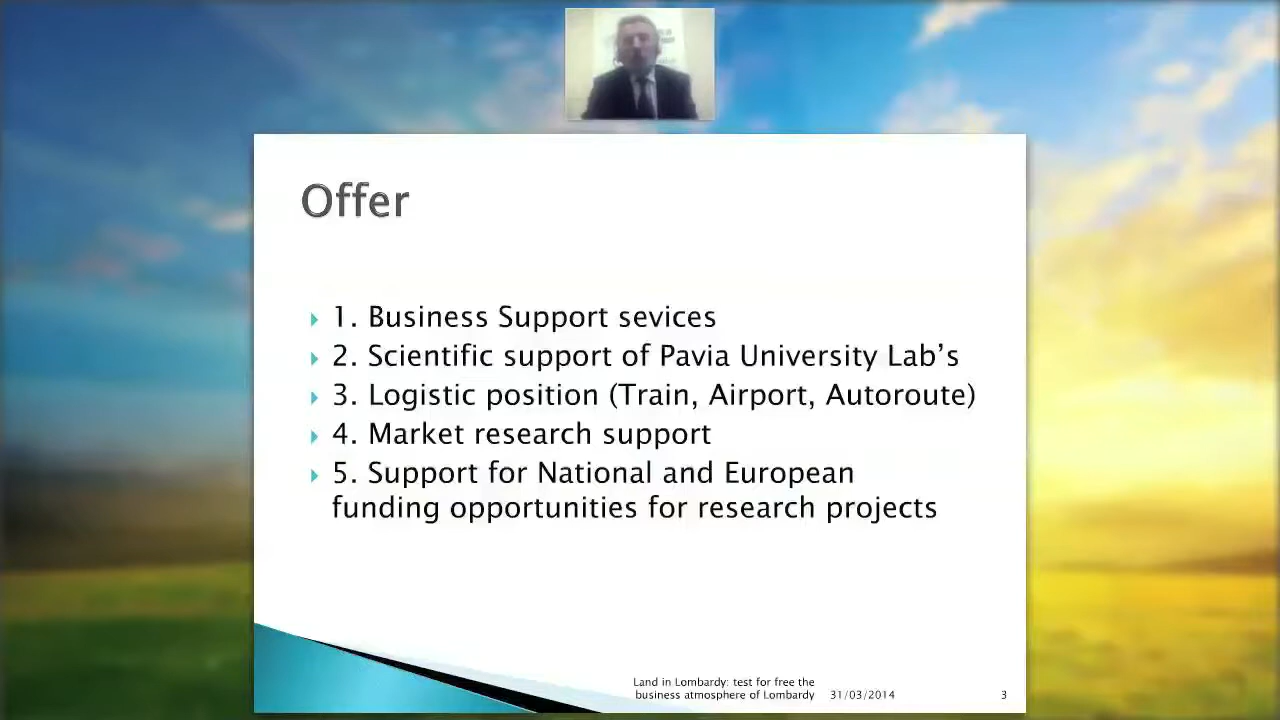 Offer
1. Business Support sevices
2. Scientific support of Pavia University Lab’s
3. Logistic position (Train, Airport, Autoroute)
4. Market research support
5. Support for National and European
funding opportunities for research projects
Land in Lombardy: test for free the
business atmosphere of Lombardy
31/03/2014
3